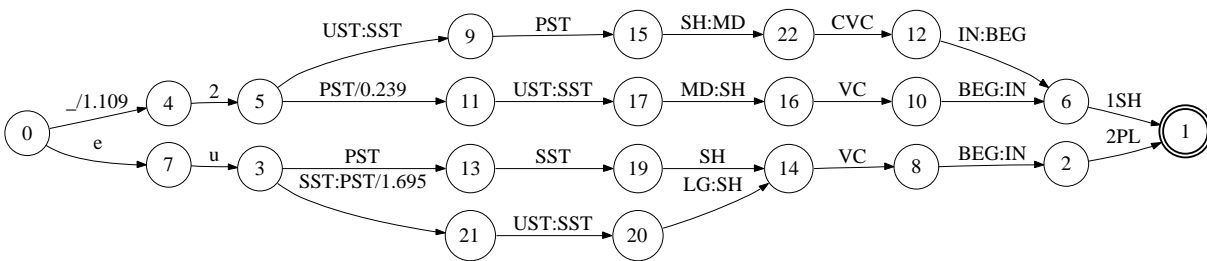 UST:SST 9 PST 15 SH:MD 22 CVC 12 IN:BEG
0 _/1.109 4 2 5 PST/0.239 11 UST:SST 17 MD:SH 16 VC 10 BEG:IN 6 1SH 1
e 7 u 3 PST 13 SST 19 SH 14 VC 8 BEG:IN 2 2PL
SST:PST/1.695 21 UST:SST 20 LG:SH